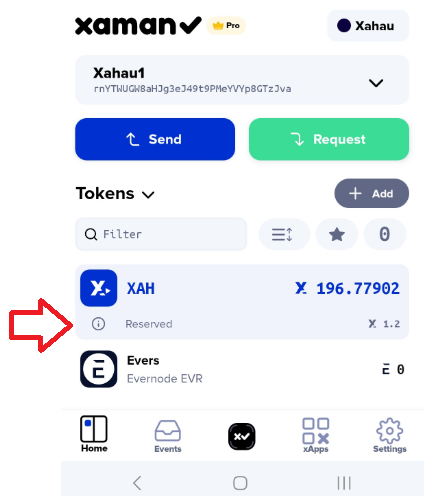 xaman Pro Xahau
Xahau1
rnYTWUGW8aHJg3eJ49t9PMeYVYp8GTzJva
Send Request
Tokens Add
Filter 0
XAH 196.77902
Reserved 1.2
Evers
Evernode EVR 0
Home Events xApps Settings